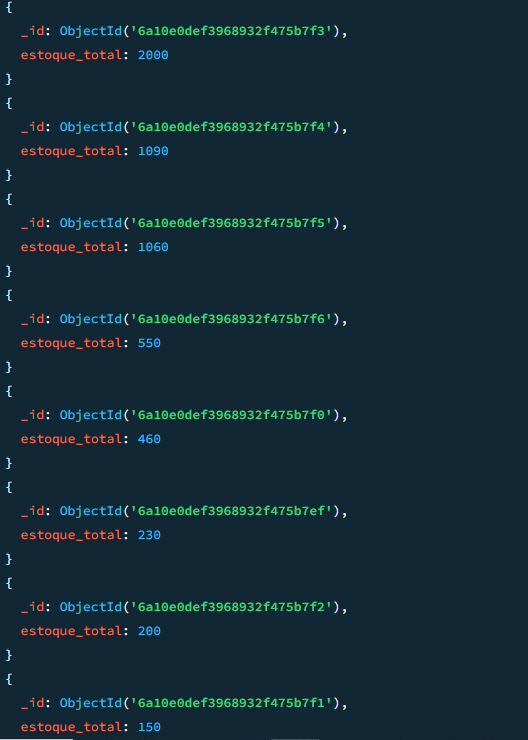 {
_id: ObjectId('6a10e0def3968932f475b7f3'),
estoque_total: 2000
}
{
_id: ObjectId('6a10e0def3968932f475b7f4'),
estoque_total: 1090
}
{
_id: ObjectId('6a10e0def3968932f475b7f5'),
estoque_total: 1060
}
{
_id: ObjectId('6a10e0def3968932f475b7f6'),
estoque_total: 550
}
{
_id: ObjectId('6a10e0def3968932f475b7f0'),
estoque_total: 460
}
{
_id: ObjectId('6a10e0def3968932f475b7ef'),
estoque_total: 230
}
{
_id: ObjectId('6a10e0def3968932f475b7f2'),
estoque_total: 200
}
{
_id: ObjectId('6a10e0def3968932f475b7f1'),
estoque_total: 150